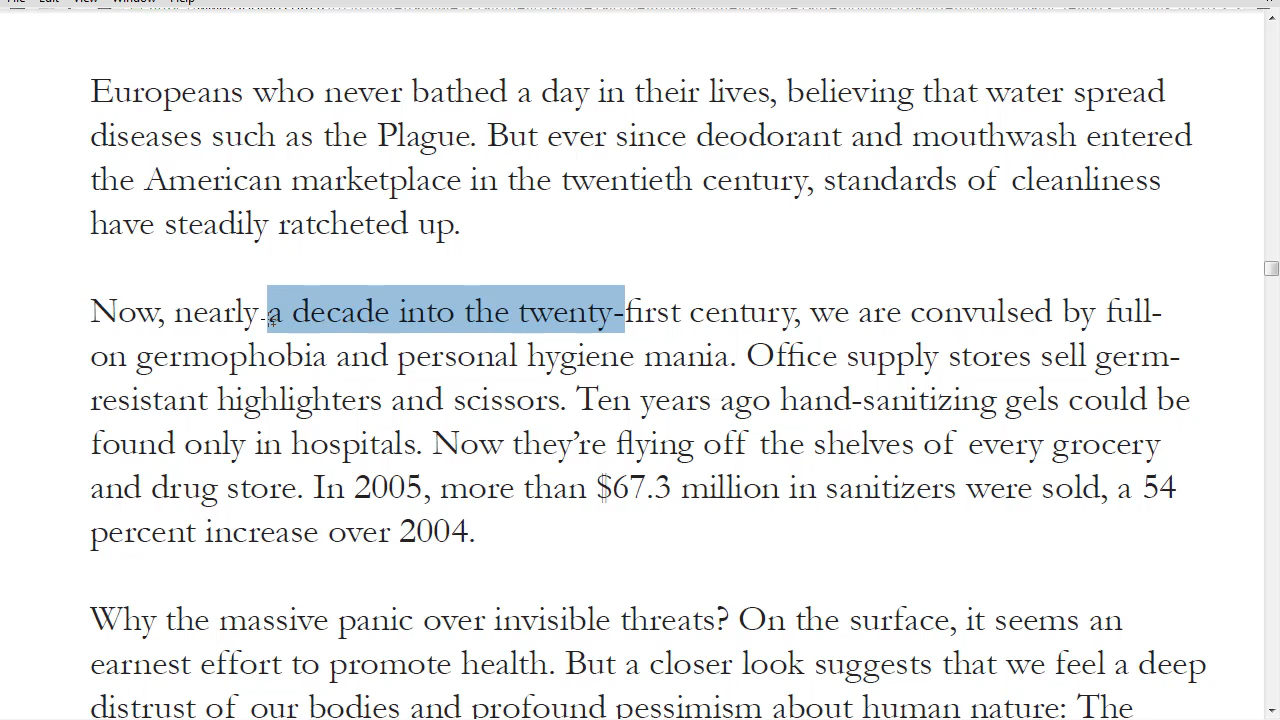 File Edit View Window Help
Europeans who never bathed a day in their lives, believing that water spread
diseases such as the Plague. But ever since deodorant and mouthwash entered
the American marketplace in the twentieth century, standards of cleanliness
have steadily ratcheted up.
Now, nearly a decade into the twenty-first century, we are convulsed by full-
on germophobia and personal hygiene mania. Office supply stores sell germ-
resistant highlighters and scissors. Ten years ago hand-sanitizing gels could be
found only in hospitals. Now they’re flying off the shelves of every grocery
and drug store. In 2005, more than $67.3 million in sanitizers were sold, a 54
percent increase over 2004.
Why the massive panic over invisible threats? On the surface, it seems an
earnest effort to promote health. But a closer look suggests that we feel a deep
distrust of our bodies and profound pessimism about human nature: The